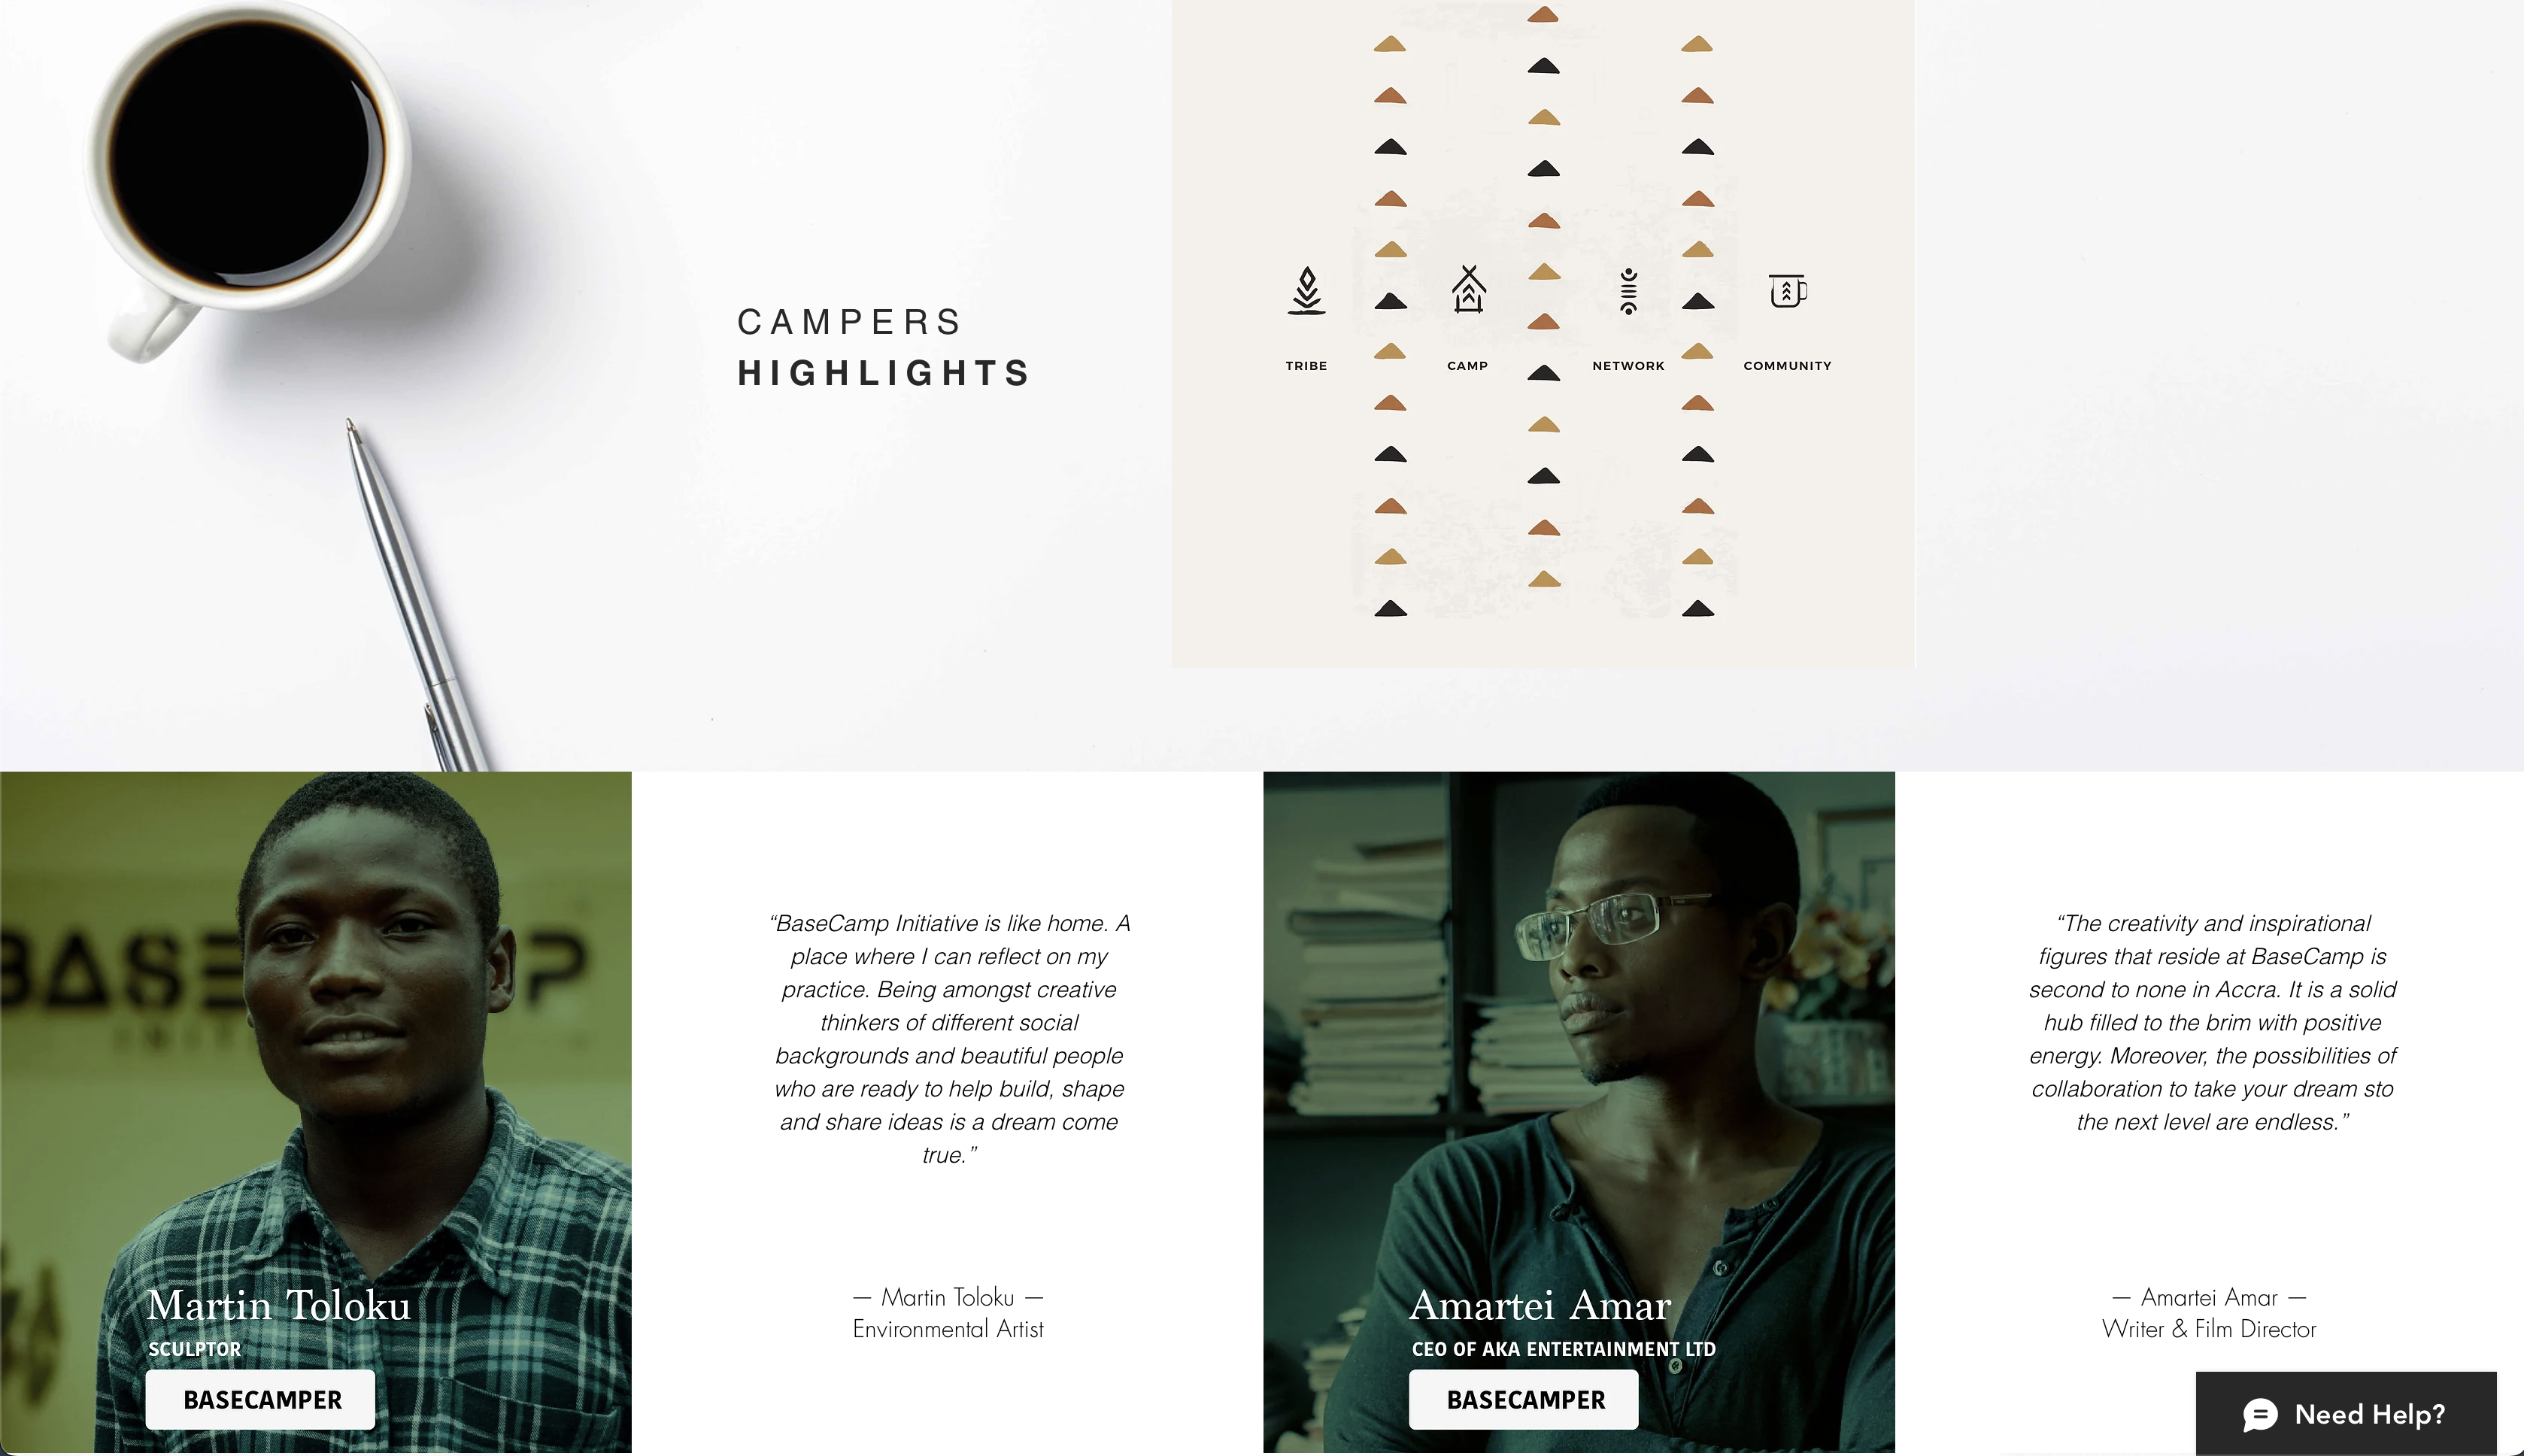 CAMPERS
HIGHLIGHTS
TRIBE
CAMP
NETWORK
COMMUNITY
BASEC MP
INIT
Martin Toloku
SCULPTOR
BASECAMPER
“BaseCamp Initiative is like home. A
place where I can reflect on my
practice. Being amongst creative
thinkers of different social
backgrounds and beautiful people
who are ready to help build, shape
and share ideas is a dream come
true.”
— Martin Toloku —
Environmental Artist
Amartei Amar
CEO OF AKA ENTERTAINMENT LTD
BASECAMPER
“The creativity and inspirational
figures that reside at BaseCamp is
second to none in Accra. It is a solid
hub filled to the brim with positive
energy. Moreover, the possibilities of
collaboration to take your dream sto
the next level are endless.”
— Amartei Amar —
Writer & Film Director
Need Help?